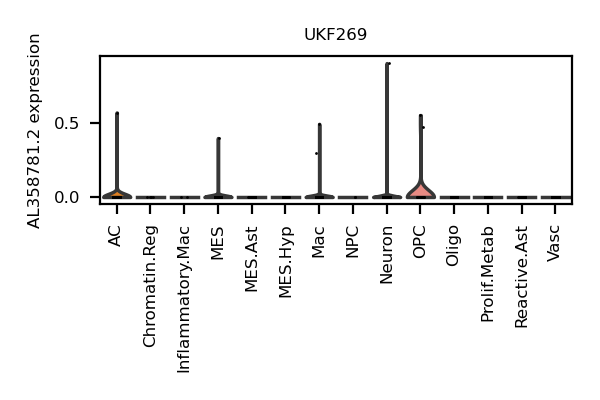 UKF269
AL358781.2 expression
0.5
0.0
AC
Chromatin.Reg
Inflammatory.Mac
MES
MES.Ast
MES.Hyp
Mac
NPC
Neuron
OPC
Oligo
Prolif.Metab
Reactive.Ast
Vasc